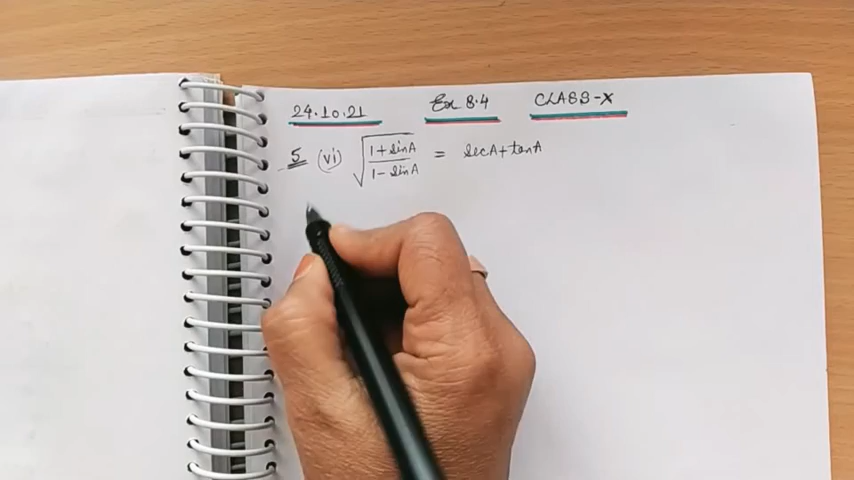 24.10.21 Ex 8.4 CLASS-X
5 (vi) √(1+sinA / 1-sinA) = secA+tanA